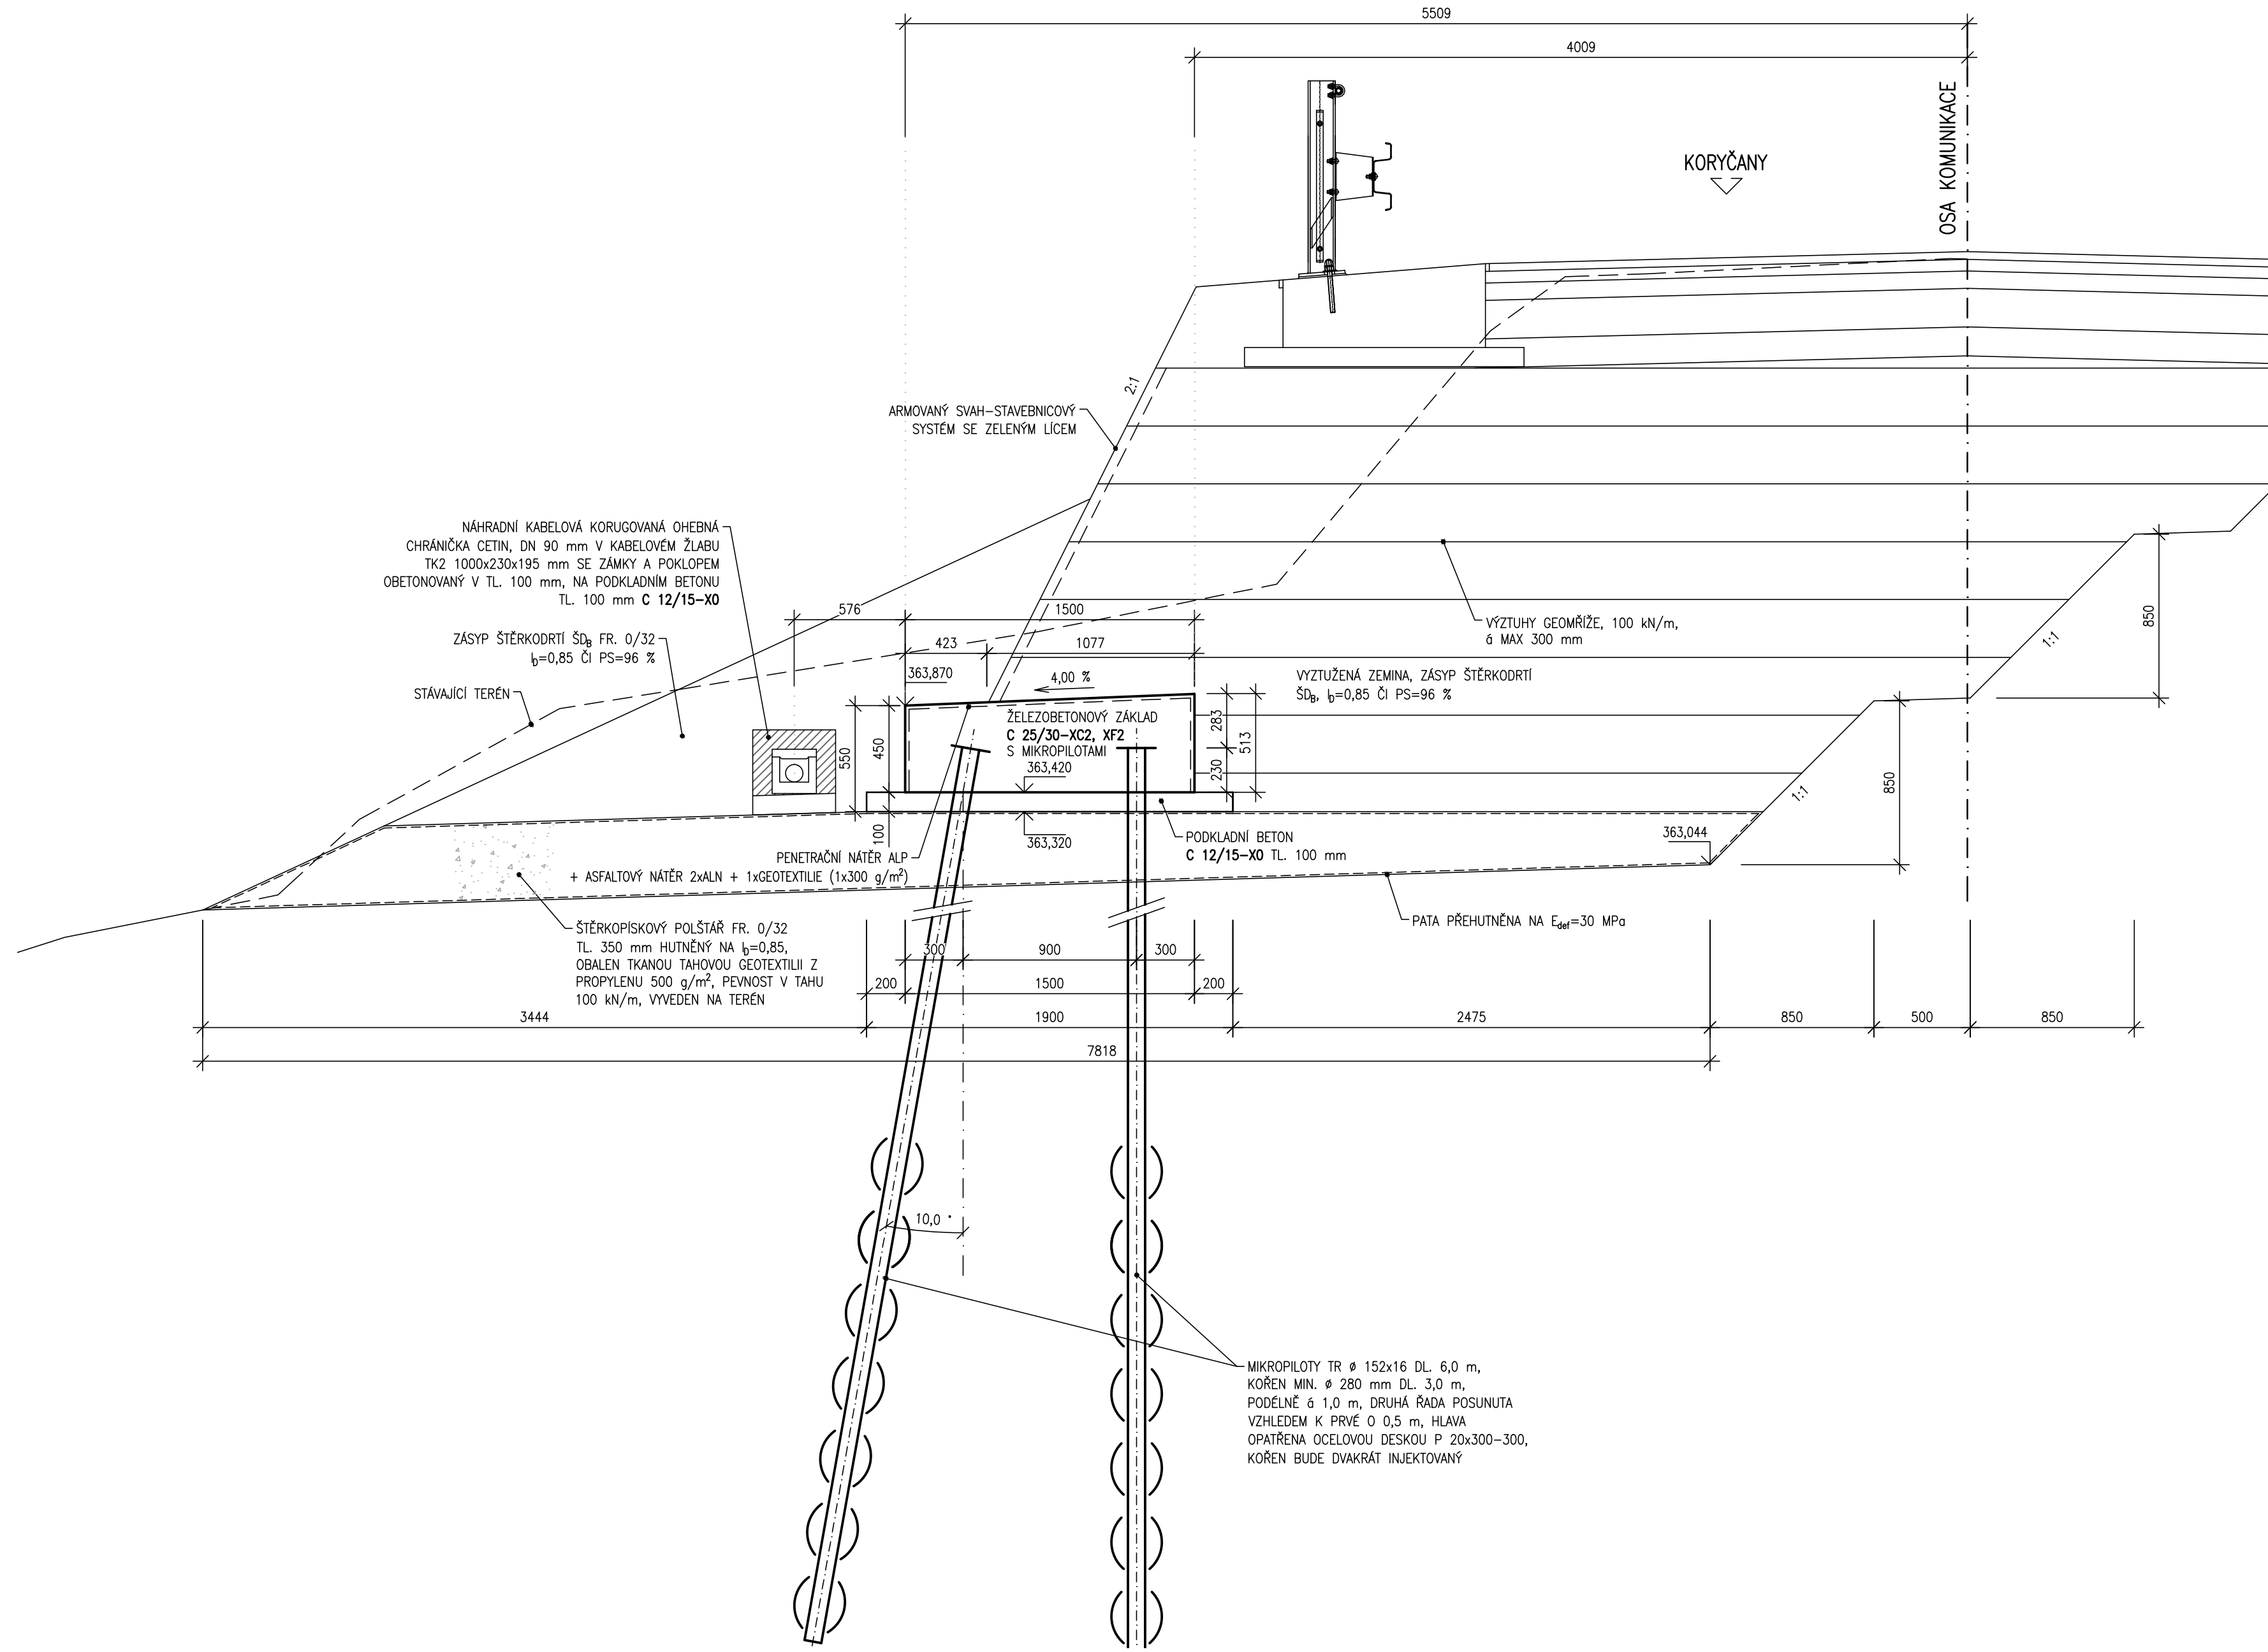 5509
4009
OSA KOMUNIKACE
KORYČANY
2:1
ARMOVANÝ SVAH-STAVEBNICOVÝ
SYSTÉM SE ZELENÝM LÍCEM
NÁHRADNÍ KABELOVÁ KORUGOVANÁ OHEBNÁ
CHRÁNIČKA CETIN, DN 90 mm V KABELOVÉM ŽLABU
TK2 1000x230x195 mm SE ZÁMKY A POKLOPEM
OBETONOVANÝ V TL. 100 mm, NA PODKLADNÍM BETONU
TL. 100 mm C 12/15-X0
576
1500
ZÁSYP ŠTĚRKODRTÍ ŠDB FR. 0/32
ID=0,85 ČI PS=96 %
423
1077
VÝZTUHY GEOMŘÍŽE, 100 kN/m,
á MAX 300 mm
850
1:1
STÁVAJÍCÍ TERÉN
363,870
4,00 %
VYZTUŽENÁ ZEMINA, ZÁSYP ŠTĚRKODRTÍ
ŠDB, ID=0,85 ČI PS=96 %
ŽELEZOBETONOVÝ ZÁKLAD
C 25/30-XC2, XF2
S MIKROPILOTAMI
363,420
550
450
283
513
230
850
1:1
100
363,320
363,044
PODKLADNÍ BETON
C 12/15-X0 TL. 100 mm
PENETRAČNÍ NÁTĚR ALP
+ ASFALTOVÝ NÁTĚR 2xALN + 1xGEOTEXTILIE (1x300 g/m²)
PATA PŘEHUTNĚNA NA Edef=30 MPa
ŠTĚRKOPÍSKOVÝ POLŠTÁŘ FR. 0/32
TL. 350 mm HUTNĚNÝ NA ID=0,85,
OBALEN TKANOU TAHOVOU GEOTEXTILII Z
PROPYLENU 500 g/m², PEVNOST V TAHU
100 kN/m, VYVEDEN NA TERÉN
300
900
300
200
1500
200
3444
1900
2475
850
500
850
7818
10,0 °
MIKROPILOTY TR ø 152x16 DL. 6,0 m,
KOŘEN MIN. ø 280 mm DL. 3,0 m,
PODÉLNĚ á 1,0 m, DRUHÁ ŘADA POSUNUTA
VZHLEDEM K PRVÉ O 0,5 m, HLAVA
OPATŘENA OCELOVOU DESKOU P 20x300-300,
KOŘEN BUDE DVAKRÁT INJEKTOVANÝ